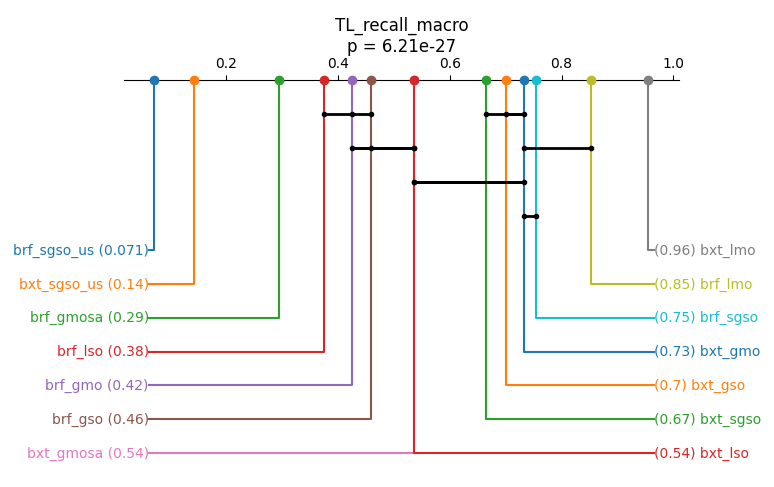 TL_recall_macro
p = 6.21e-27
0.2 0.4 0.6 0.8 1.0
brf_sgso_us (0.071) (0.96) bxt_lmo
bxt_sgso_us (0.14) (0.85) brf_lmo
brf_gmosa (0.29) (0.75) brf_sgso
brf_lso (0.38) (0.73) bxt_gmo
brf_gmo (0.42) (0.7) bxt_gso
brf_gso (0.46) (0.67) bxt_sgso
bxt_gmosa (0.54) (0.54) bxt_lso